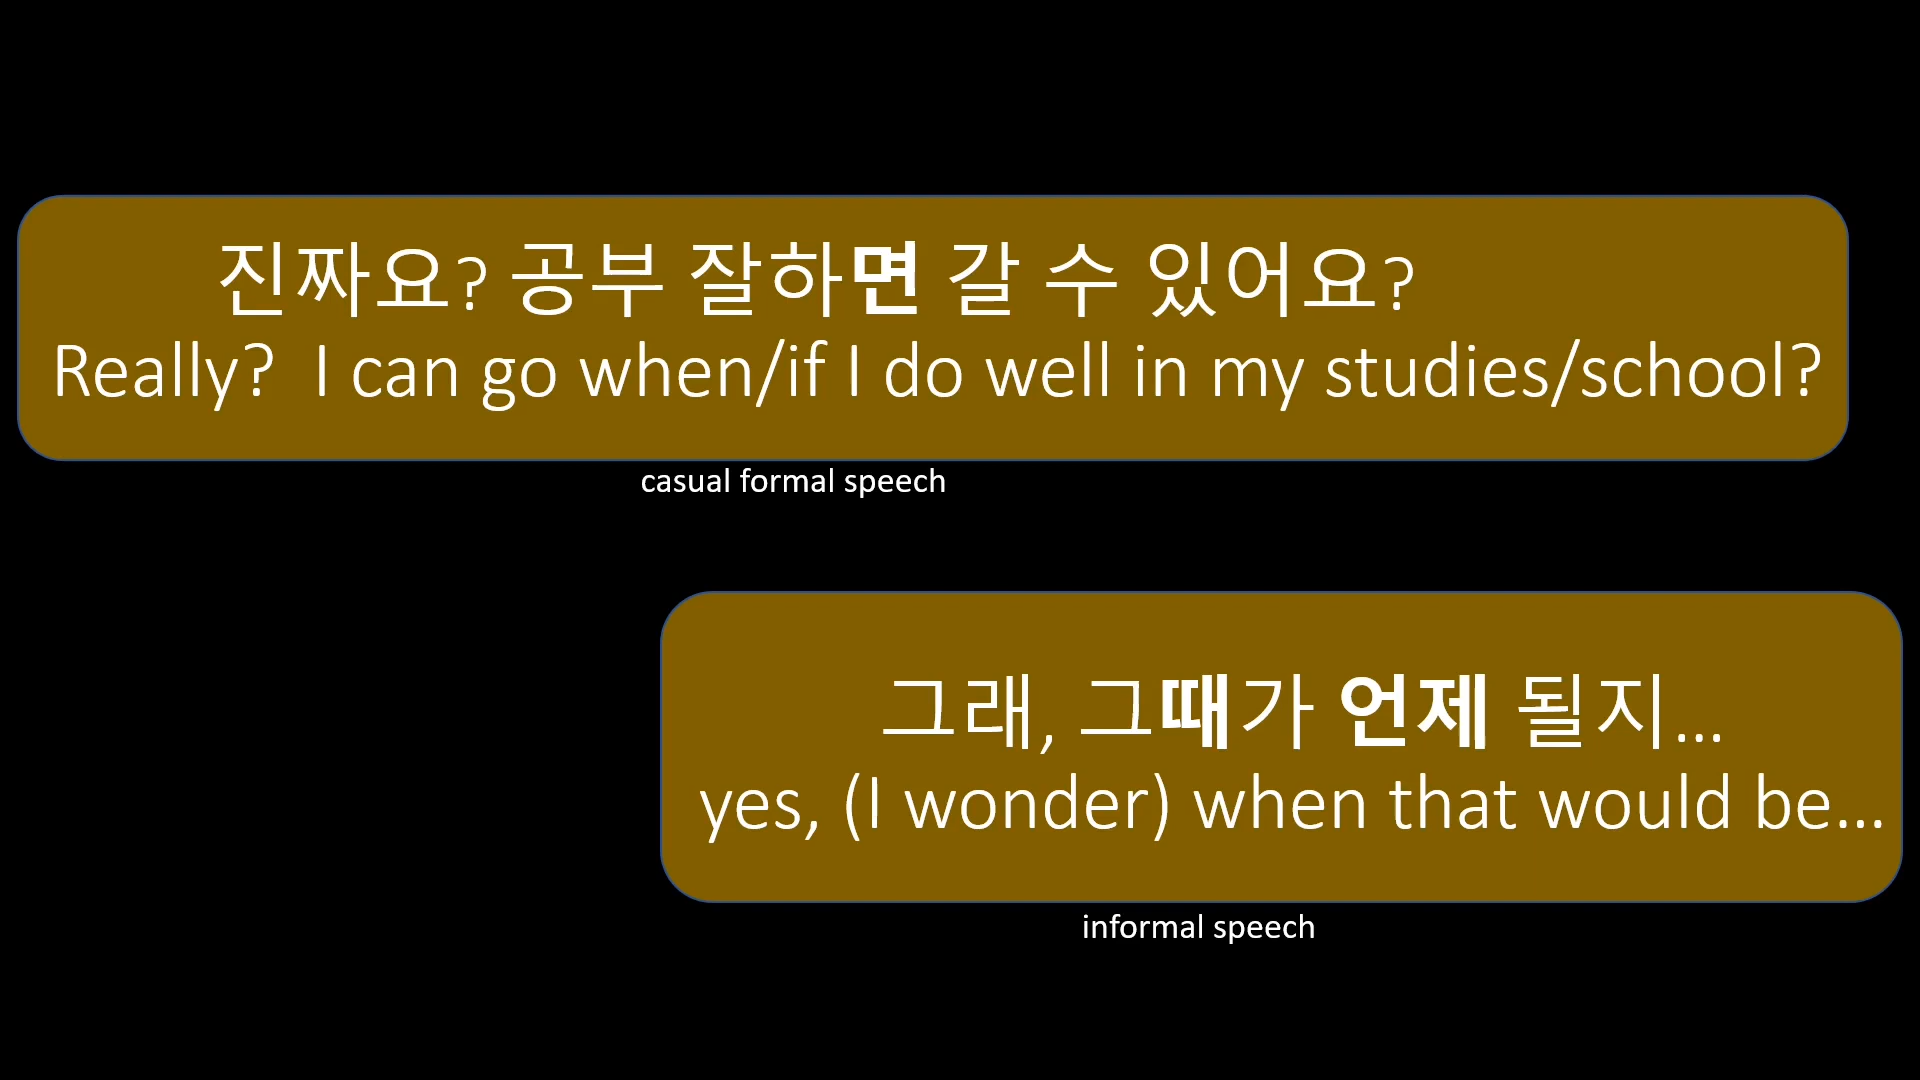 진짜요? 공부 잘하면 갈 수 있어요?
Really?  I can go when/if I do well in my studies/school?
casual formal speech
그래, 그때가 언제 될지...
yes, (I wonder) when that would be...
informal speech